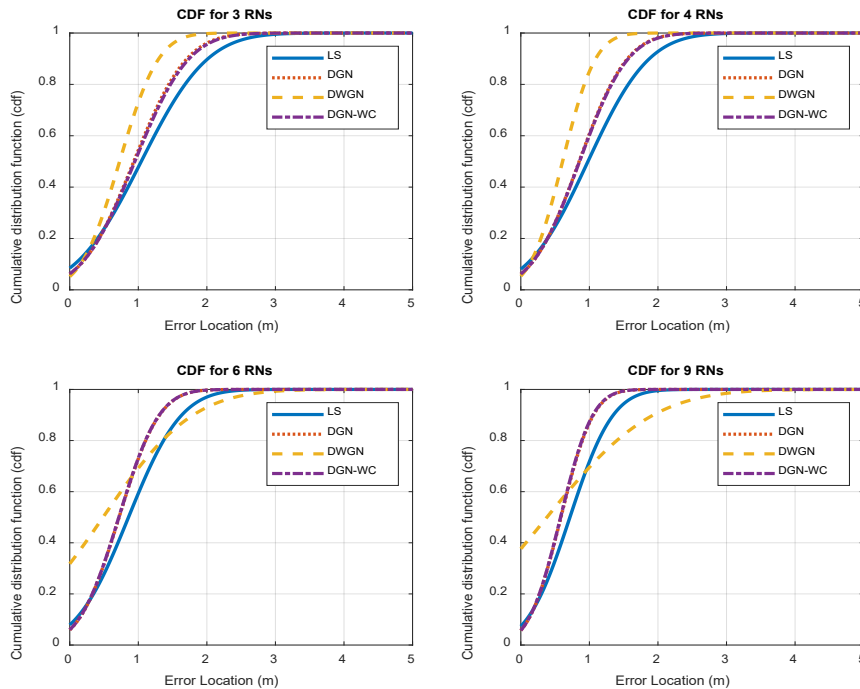 CDF for 3 RNs
1
0.8
0.6
0.4
0.2
0
0 1 2 3 4 5
Cumulative distribution function (cdf)
Error Location (m)
LS
DGN
DWGN
DGN-WC
CDF for 4 RNs
1
0.8
0.6
0.4
0.2
0
0 1 2 3 4 5
Cumulative distribution function (cdf)
Error Location (m)
LS
DGN
DWGN
DGN-WC
CDF for 6 RNs
1
0.8
0.6
0.4
0.2
0
0 1 2 3 4 5
Cumulative distribution function (cdf)
Error Location (m)
LS
DGN
DWGN
DGN-WC
CDF for 9 RNs
1
0.8
0.6
0.4
0.2
0
0 1 2 3 4 5
Cumulative distribution function (cdf)
Error Location (m)
LS
DGN
DWGN
DGN-WC